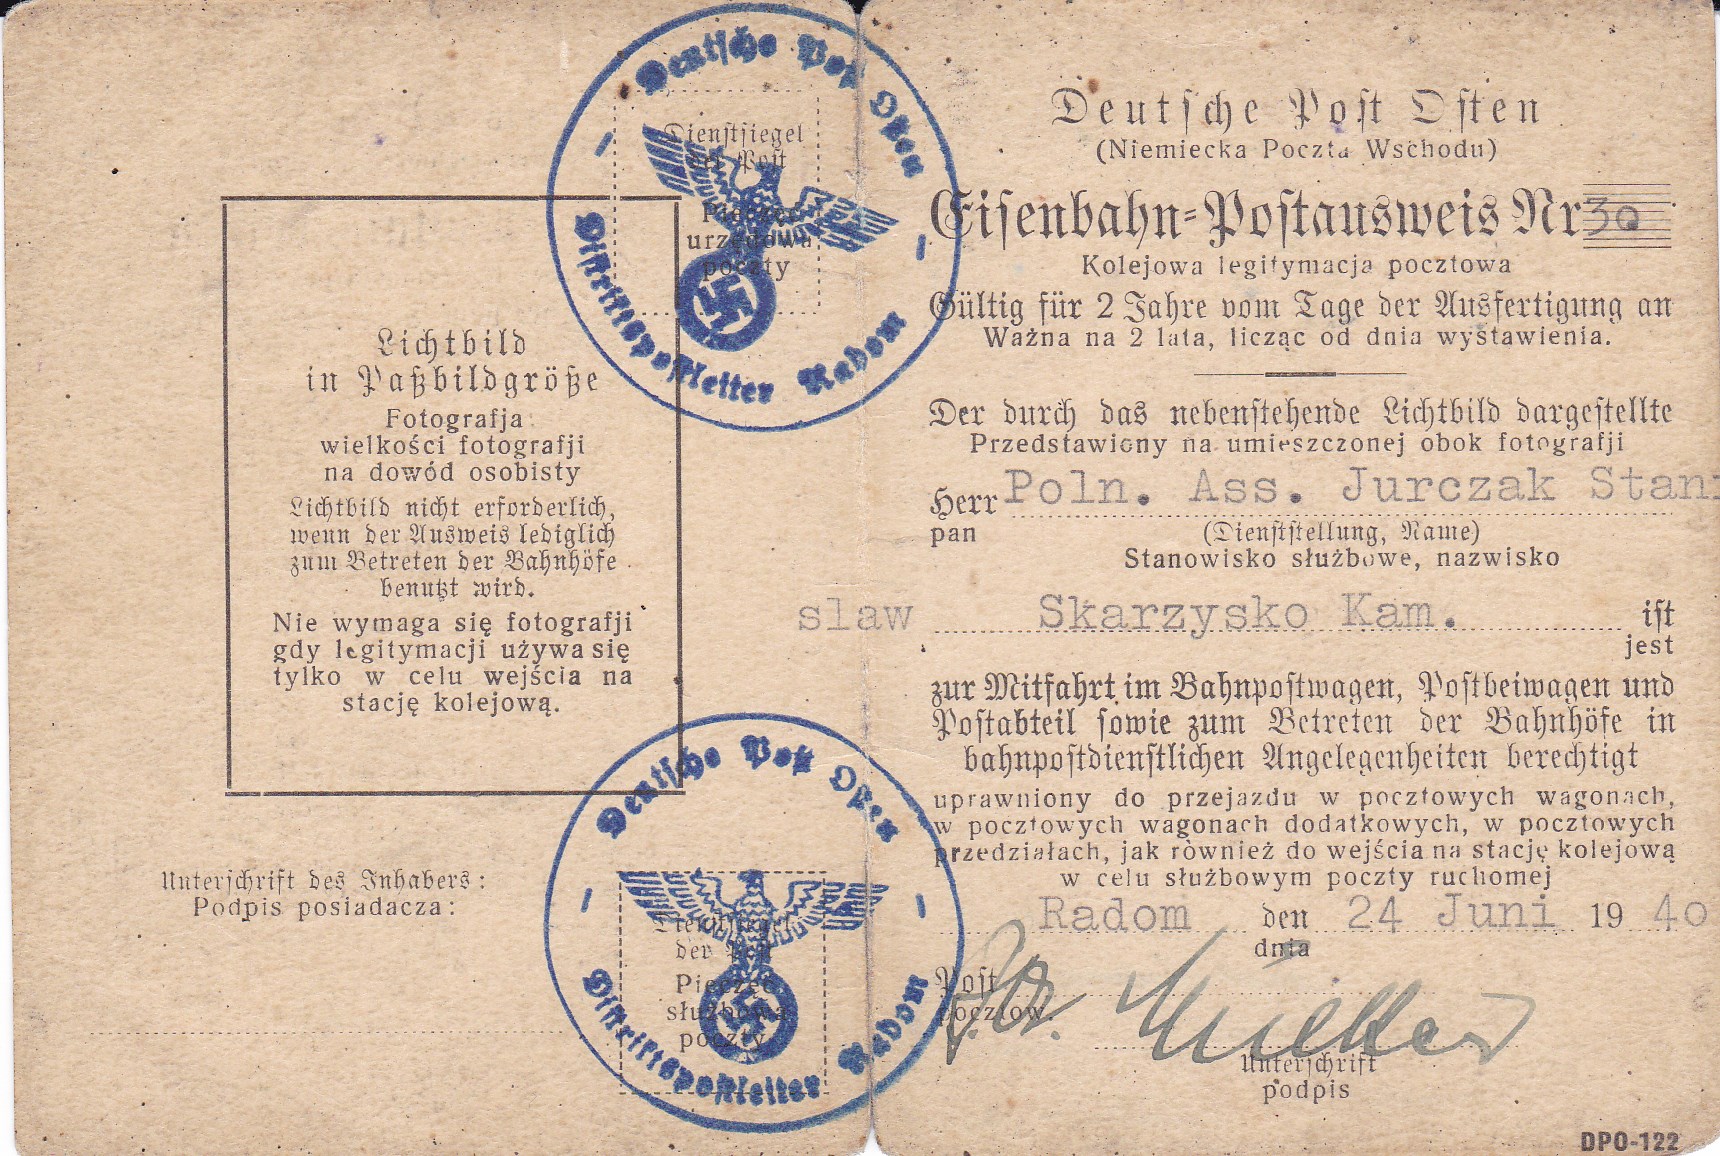 Lichtbild
in Paßbildgröße
Fotografja
wielkości fotografji
na dowód osobisty
Lichtbild nicht erforderlich,
wenn der Ausweis lediglich
zum Betreten der Bahnhöfe
benutzt wird.
Nie wymaga się fotografji
gdy legitymacji używa się
tylko w celu wejścia na
stację kolejową.
Unterschrift des Inhabers:
Podpis posiadacza:
Deutsche Post Osten
Distriktspostleiter Radom
Dienstsiegel
der Post
Pieczęć
urzędowa
poczty
Deutsche Post Osten
Distriktspostleiter Radom
Dienstsiegel
der Post
Pieczęć
służbowa
poczty
Deutsche Post Osten
(Niemiecka Poczta Wschodu)
Eisenbahn-Postausweis Nr 30
Kolejowa legitymacja pocztowa
Gültig für 2 Jahre vom Tage der Ausfertigung an
Ważna na 2 lata, licząc od dnia wystawienia.
Der durch das nebenstehende Lichtbild dargestellte
Przedstawiony na umieszczonej obok fotografji
Herr Poln. Ass. Jurczak Stani
pan (Dienststellung, Name)
Stanowisko służbowe, nazwisko
slaw Skarzysko Kam. ist
jest
zur Mitfahrt im Bahnpostwagen, Postbeiwagen und
Postabteil sowie zum Betreten der Bahnhöfe in
bahnpostdienstlichen Angelegenheiten berechtigt
uprawniony do przejazdu w pocztowych wagonach,
w pocztowych wagonach dodatkowych, w pocztowych
przedziałach, jak również do wejścia na stację kolejową
w celu służbowym poczty ruchomej
Radom den 24 Juni 19 40
dnia
Post
pocztow.
Müller
Unterschrift
podpis
DPO-122